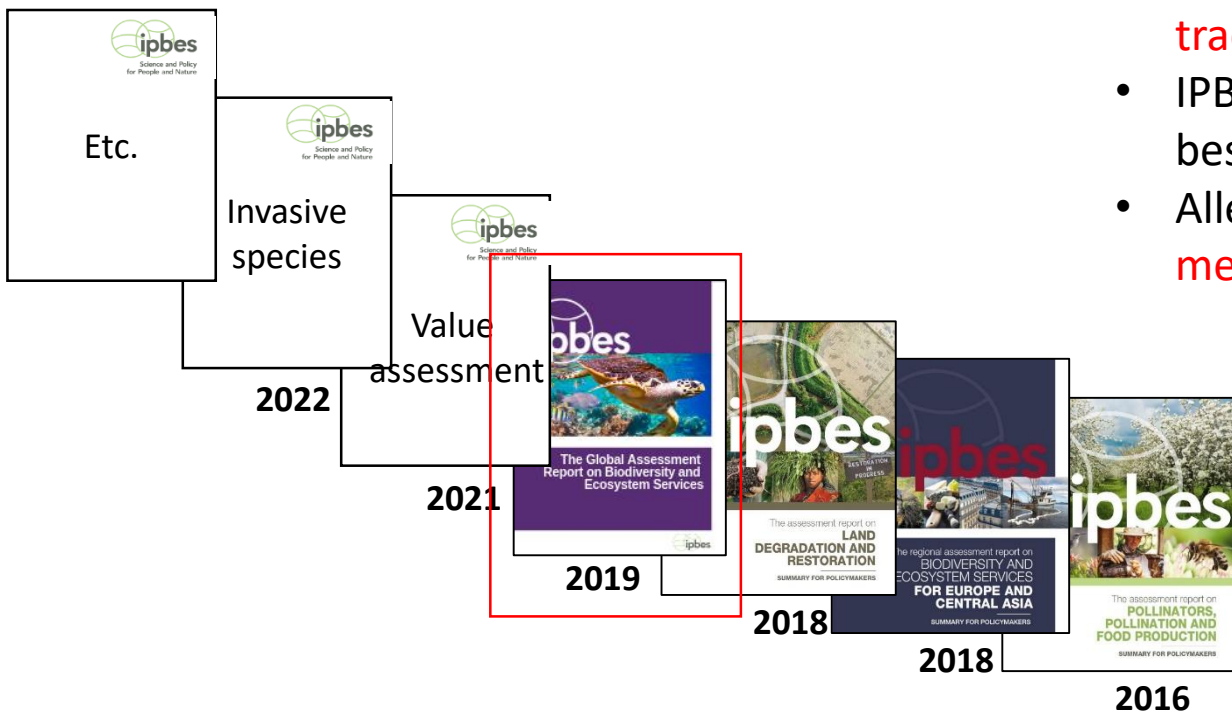 ipbes
Science and Policy
for People and Nature
Etc.
ipbes
Science and Policy
for People and Nature
Invasive
species
2022
ipbes
Science and Policy
for People and Nature
Value
assessment
2021
ipbes
The Global Assessment
Report on Biodiversity and
Ecosystem Services
ipbes
2019
ipbes
RESTORATION
IN
PROGRESS
The assessment report on
LAND
DEGRADATION AND
RESTORATION
SUMMARY FOR POLICYMAKERS
2018
ipbes
he regional assessment report on
BIODIVERSITY AND
ECOSYSTEM SERVICES
FOR EUROPE AND
CENTRAL ASIA
SUMMARY FOR POLICYMAKERS
2018
ipbes
The assessment report on
POLLINATORS,
POLLINATION AND
FOOD PRODUCTION
SUMMARY FOR POLICYMAKERS
2016
• IPB
bes
• Alle
me